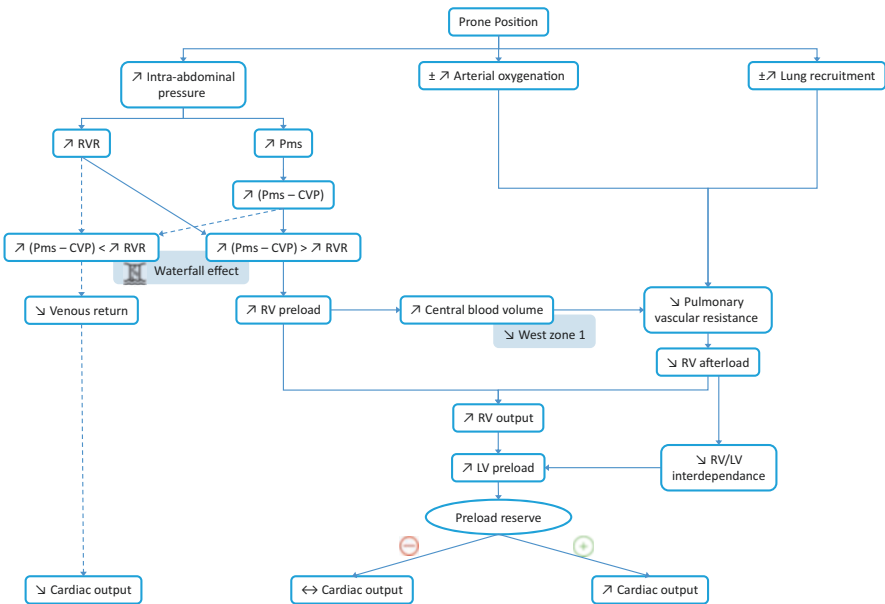 Prone Position
↗ Intra-abdominal
pressure
± ↗ Arterial oxygenation
±↗ Lung recruitment
↗ RVR
↗ Pms
↗ (Pms – CVP)
↗ (Pms – CVP) < ↗ RVR
↗ (Pms – CVP) > ↗ RVR
Waterfall effect
↘ Venous return
↗ RV preload
↗ Central blood volume
↘ Pulmonary
vascular resistance
↘ West zone 1
↘ RV afterload
↗ RV output
↗ LV preload
↘ RV/LV
interdependance
Preload reserve
↘ Cardiac output
↔ Cardiac output
↗ Cardiac output